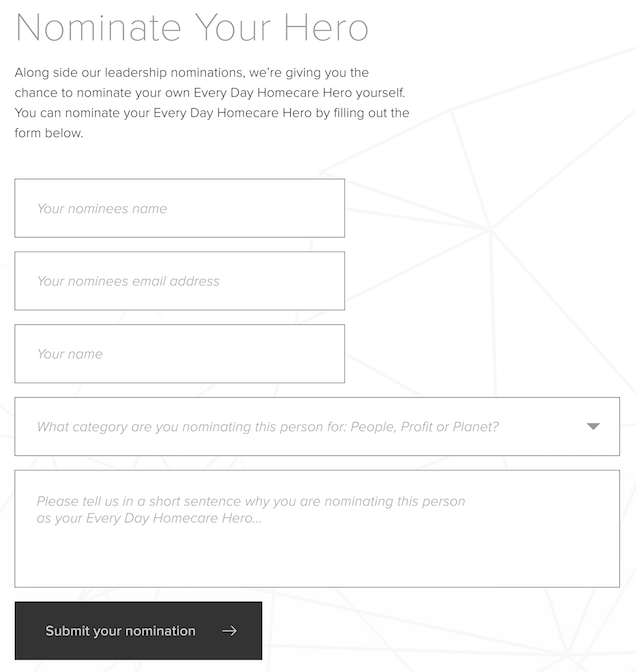 Nominate Your Hero
Along side our leadership nominations, we’re giving you the
chance to nominate your own Every Day Homecare Hero yourself.
You can nominate your Every Day Homecare Hero by filling out the
form below.
Your nominees name
Your nominees email address
Your name
What category are you nominating this person for: People, Profit or Planet?
Please tell us in a short sentence why you are nominating this person
as your Every Day Homecare Hero...
Submit your nomination